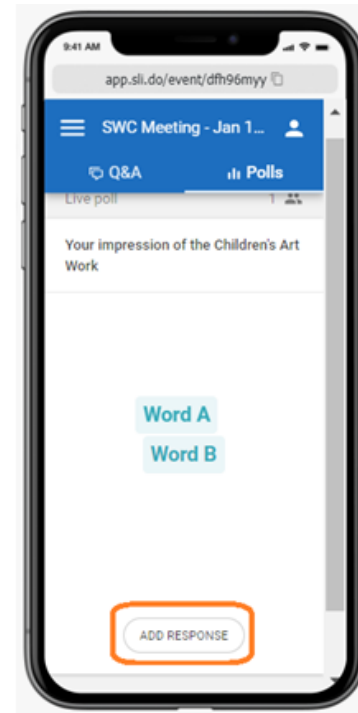 9:41 AM
app.sli.do/event/dfh96myy
SWC Meeting - Jan 1...
Q&A
Polls
Live poll
1
Your impression of the Children's Art
Work
Word A
Word B
ADD RESPONSE